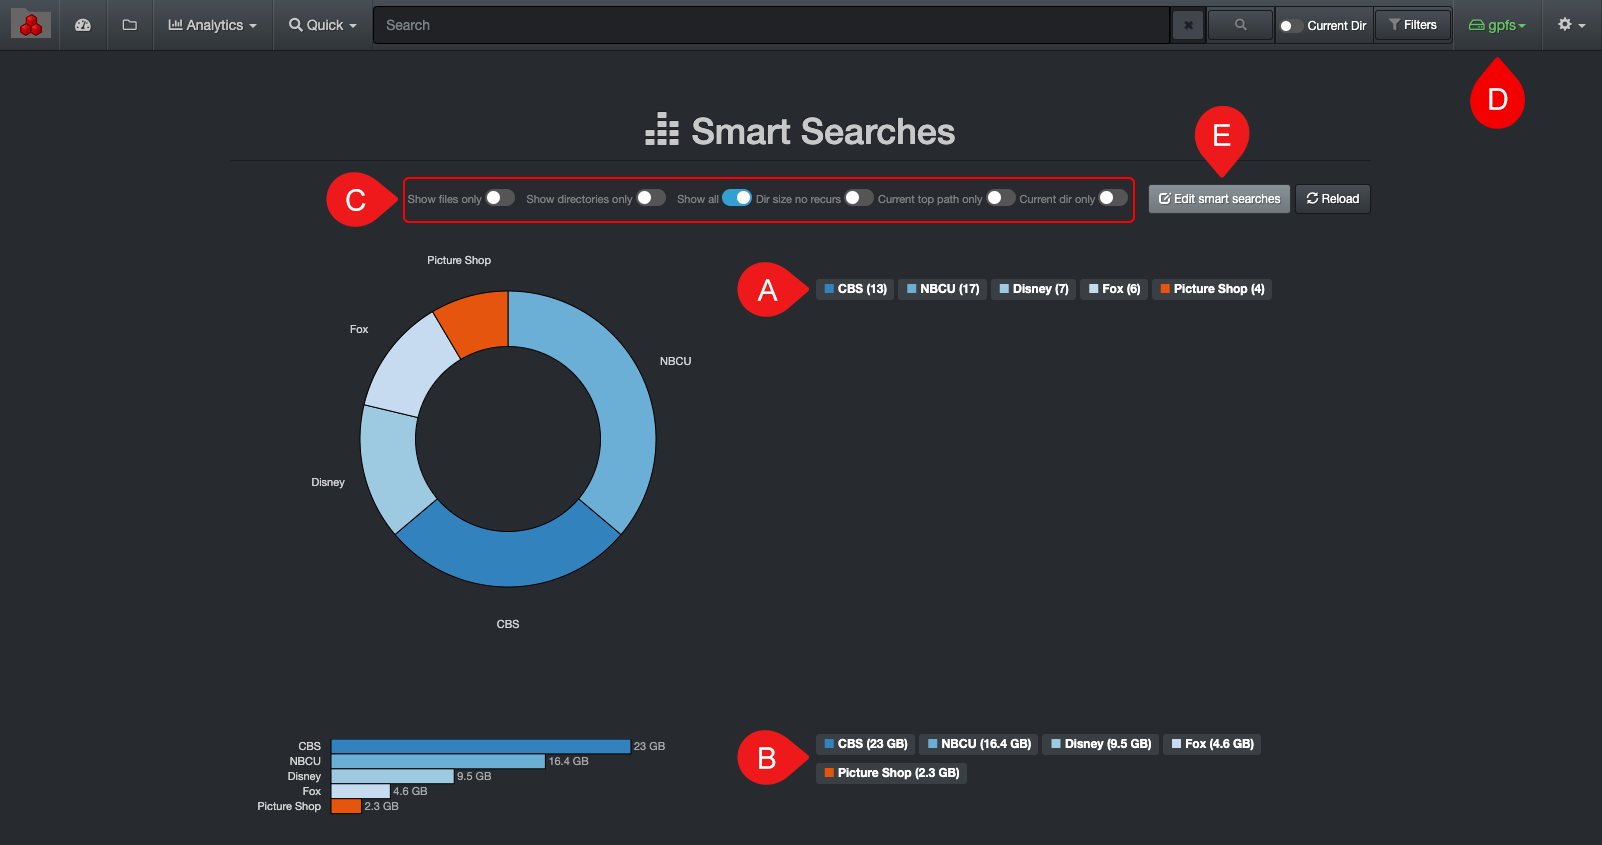 Analytics Quick Search Current Dir Filters gpfs
D
Smart Searches
E
C
Show files only Show directories only Show all Dir size no recurs Current top path only Current dir only Edit smart searches Reload
Picture Shop
A
CBS (13) NBCU (17) Disney (7) Fox (6) Picture Shop (4)
Fox
NBCU
Disney
CBS
CBS 23 GB
NBCU 16.4 GB
Disney 9.5 GB
Fox 4.6 GB
Picture Shop 2.3 GB
B
CBS (23 GB) NBCU (16.4 GB) Disney (9.5 GB) Fox (4.6 GB)
Picture Shop (2.3 GB)